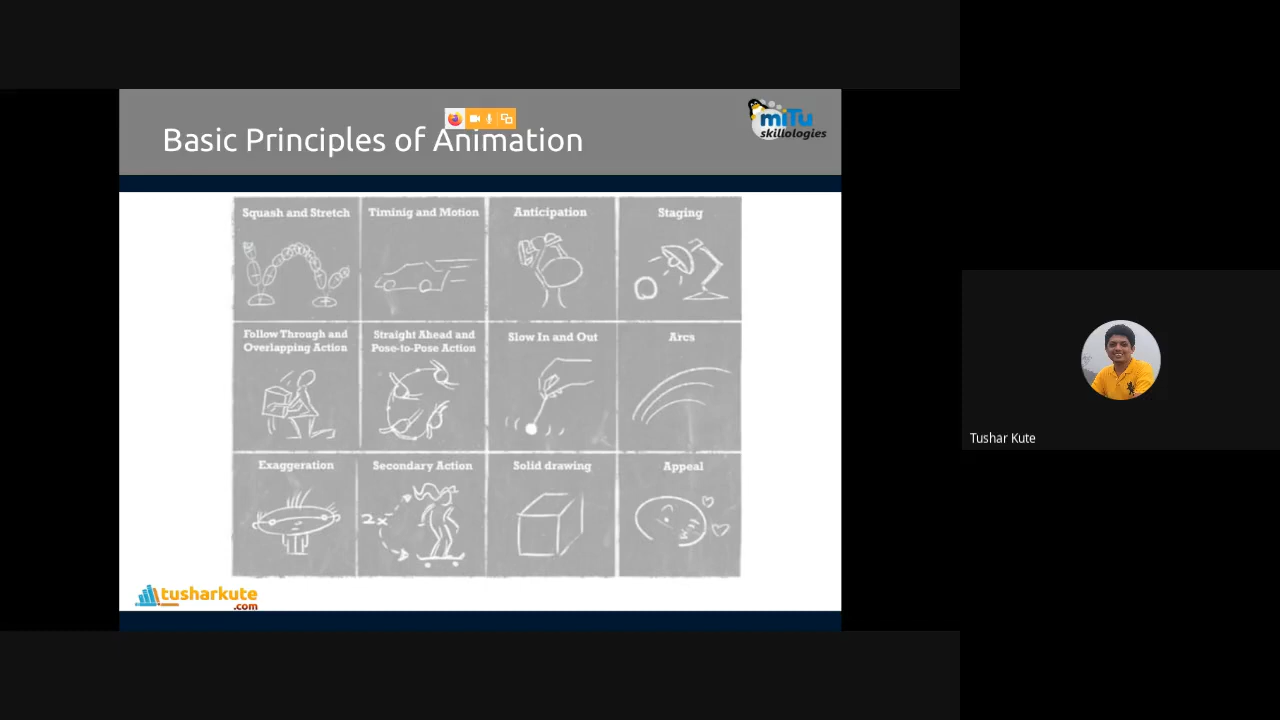 Basic Principles of Animation
miTu
skillologies
Squash and Stretch
Timinig and Motion
Anticipation
Staging
Follow Through and
Overlapping Action
Straight Ahead and
Pose-to-Pose Action
Slow In and Out
Arcs
Exaggeration
Secondary Action
2x
Solid drawing
Appeal
tusharkute
.com
Tushar Kute